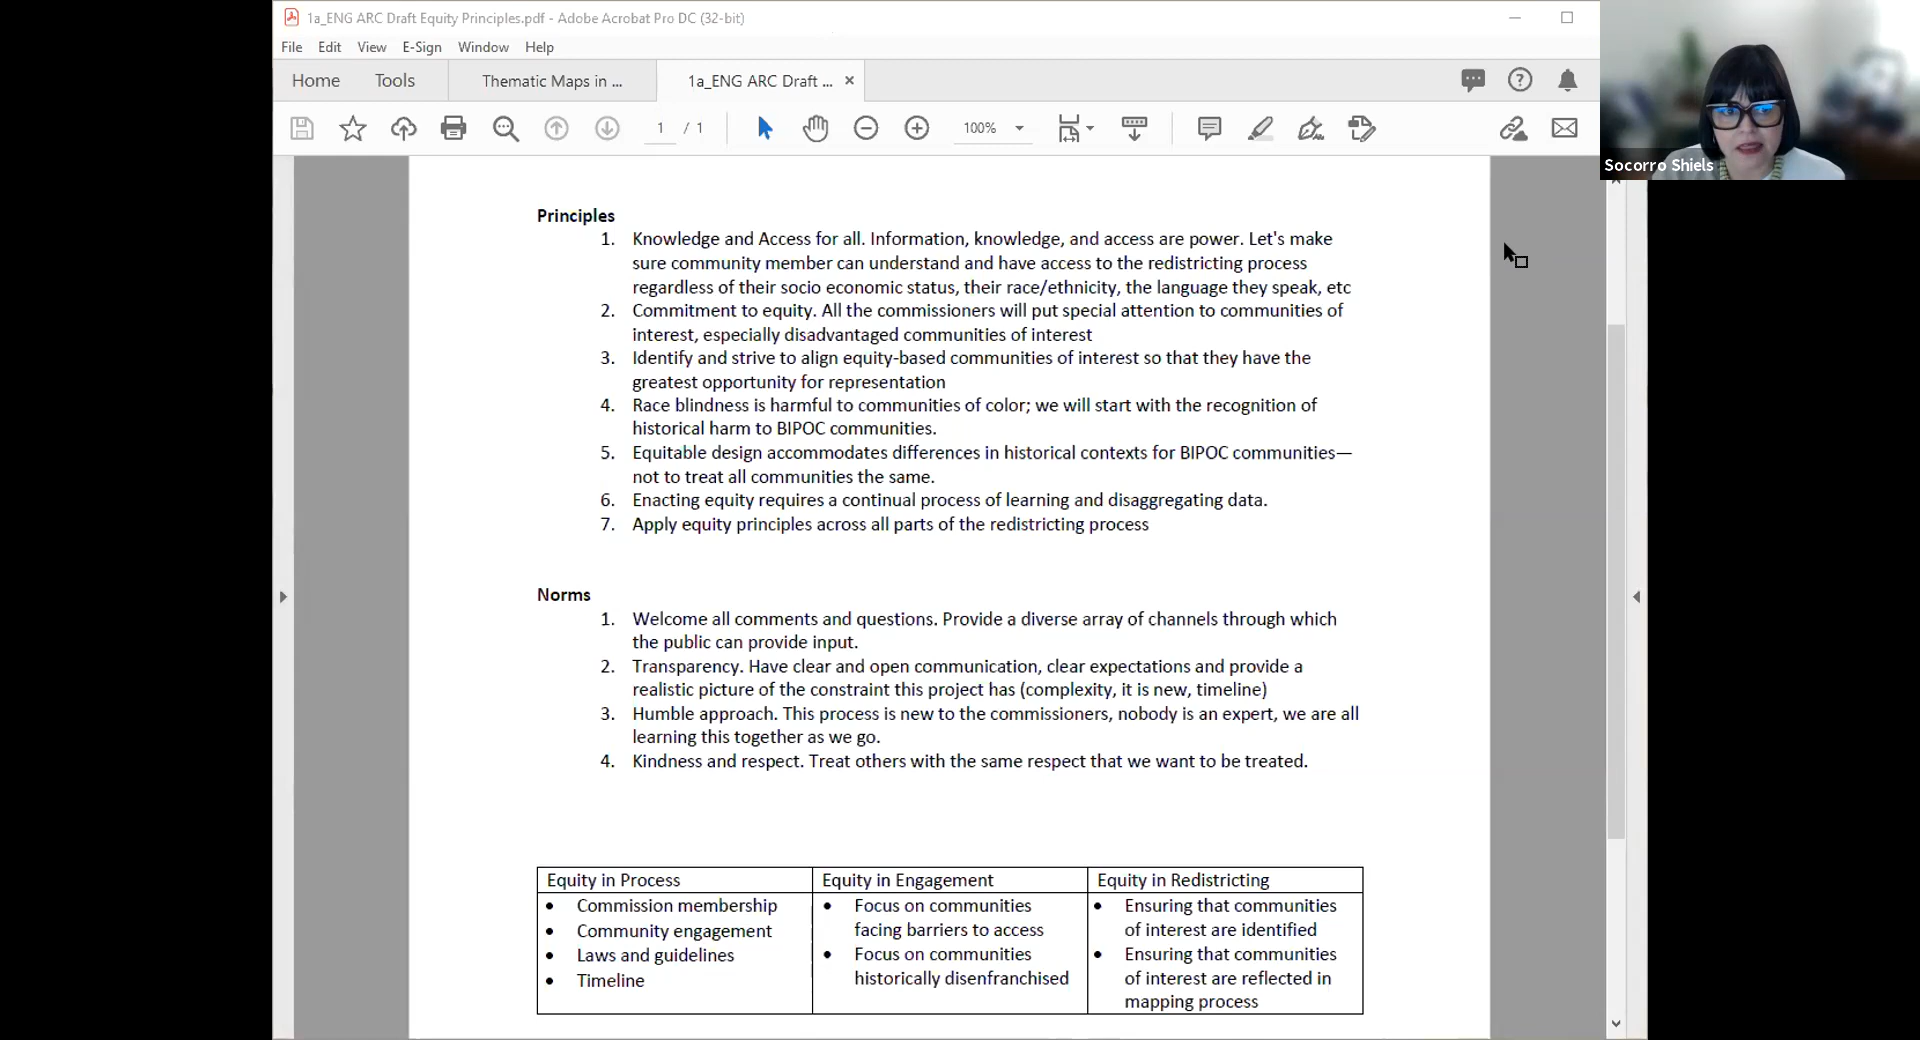 1a_ENG ARC Draft Equity Principles.pdf - Adobe Acrobat Pro DC (32-bit)
File Edit View E-Sign Window Help
Home Tools Thematic Maps in ... 1a_ENG ARC Draft ... ×
1 / 1 100%
Socorro Shiels
Principles
1. Knowledge and Access for all. Information, knowledge, and access are power. Let's make
sure community member can understand and have access to the redistricting process
regardless of their socio economic status, their race/ethnicity, the language they speak, etc
2. Commitment to equity. All the commissioners will put special attention to communities of
interest, especially disadvantaged communities of interest
3. Identify and strive to align equity-based communities of interest so that they have the
greatest opportunity for representation
4. Race blindness is harmful to communities of color; we will start with the recognition of
historical harm to BIPOC communities.
5. Equitable design accommodates differences in historical contexts for BIPOC communities—
not to treat all communities the same.
6. Enacting equity requires a continual process of learning and disaggregating data.
7. Apply equity principles across all parts of the redistricting process
Norms
1. Welcome all comments and questions. Provide a diverse array of channels through which
the public can provide input.
2. Transparency. Have clear and open communication, clear expectations and provide a
realistic picture of the constraint this project has (complexity, it is new, timeline)
3. Humble approach. This process is new to the commissioners, nobody is an expert, we are all
learning this together as we go.
4. Kindness and respect. Treat others with the same respect that we want to be treated.
Equity in Process
• Commission membership
• Community engagement
• Laws and guidelines
• Timeline
Equity in Engagement
• Focus on communities
facing barriers to access
• Focus on communities
historically disenfranchised
Equity in Redistricting
• Ensuring that communities
of interest are identified
• Ensuring that communities
of interest are reflected in
mapping process